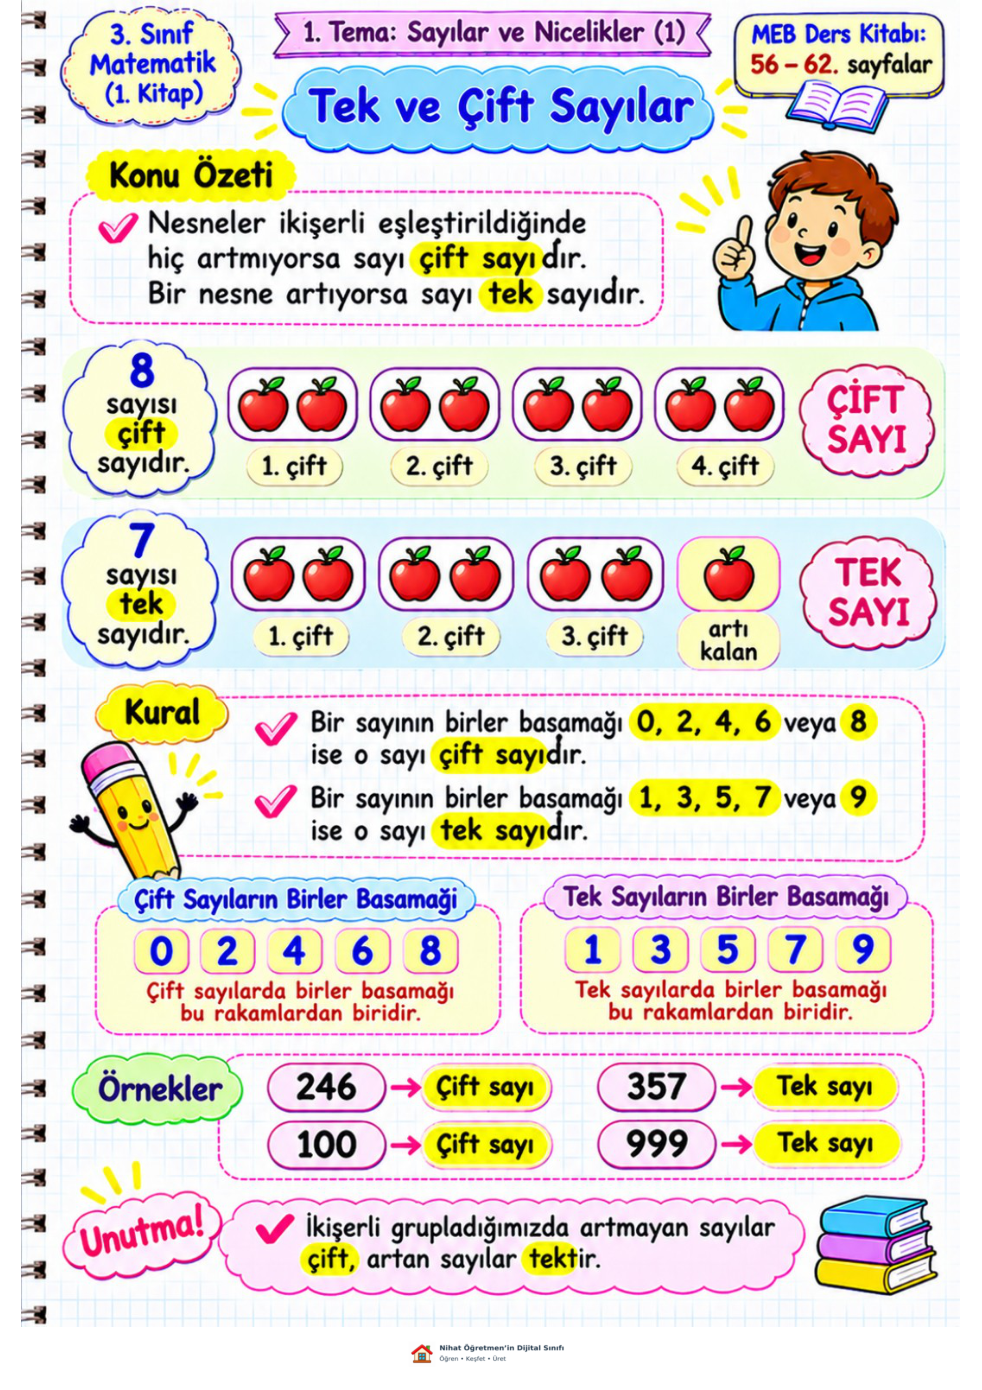 3. Sınıf
Matematik
(1. Kitap)
1. Tema: Sayılar ve Nicelikler (1)
MEB Ders Kitabı:
56 – 62. sayfalar
Tek ve Çift Sayılar
Konu Özeti
Nesneler ikişerli eşleştirildiğinde
hiç artmıyorsa sayı çift sayıdır.
Bir nesne artıyorsa sayı tek sayıdır.
8
sayısı
çift
sayıdır.
1. çift
2. çift
3. çift
4. çift
ÇİFT
SAYI
7
sayısı
tek
sayıdır.
1. çift
2. çift
3. çift
artı
kalan
TEK
SAYI
Kural
Bir sayının birler basamağı 0, 2, 4, 6 veya 8
ise o sayı çift sayıdır.
Bir sayının birler basamağı 1, 3, 5, 7 veya 9
ise o sayı tek sayıdır.
Çift Sayıların Birler Basamaği
0 2 4 6 8
Çift sayılarda birler basamağı
bu rakamlardan biridir.
Tek Sayıların Birler Basamağı
1 3 5 7 9
Tek sayılarda birler basamağı
bu rakamlardan biridir.
Örnekler
246 → Çift sayı
357 → Tek sayı
100 → Çift sayı
999 → Tek sayı
Unutma!
İkişerli grupladığımızda artmayan sayılar
çift, artan sayılar tektir.
Nihat Öğretmen'in Dijital Sınıfı
Öğren • Keşfet • Üret